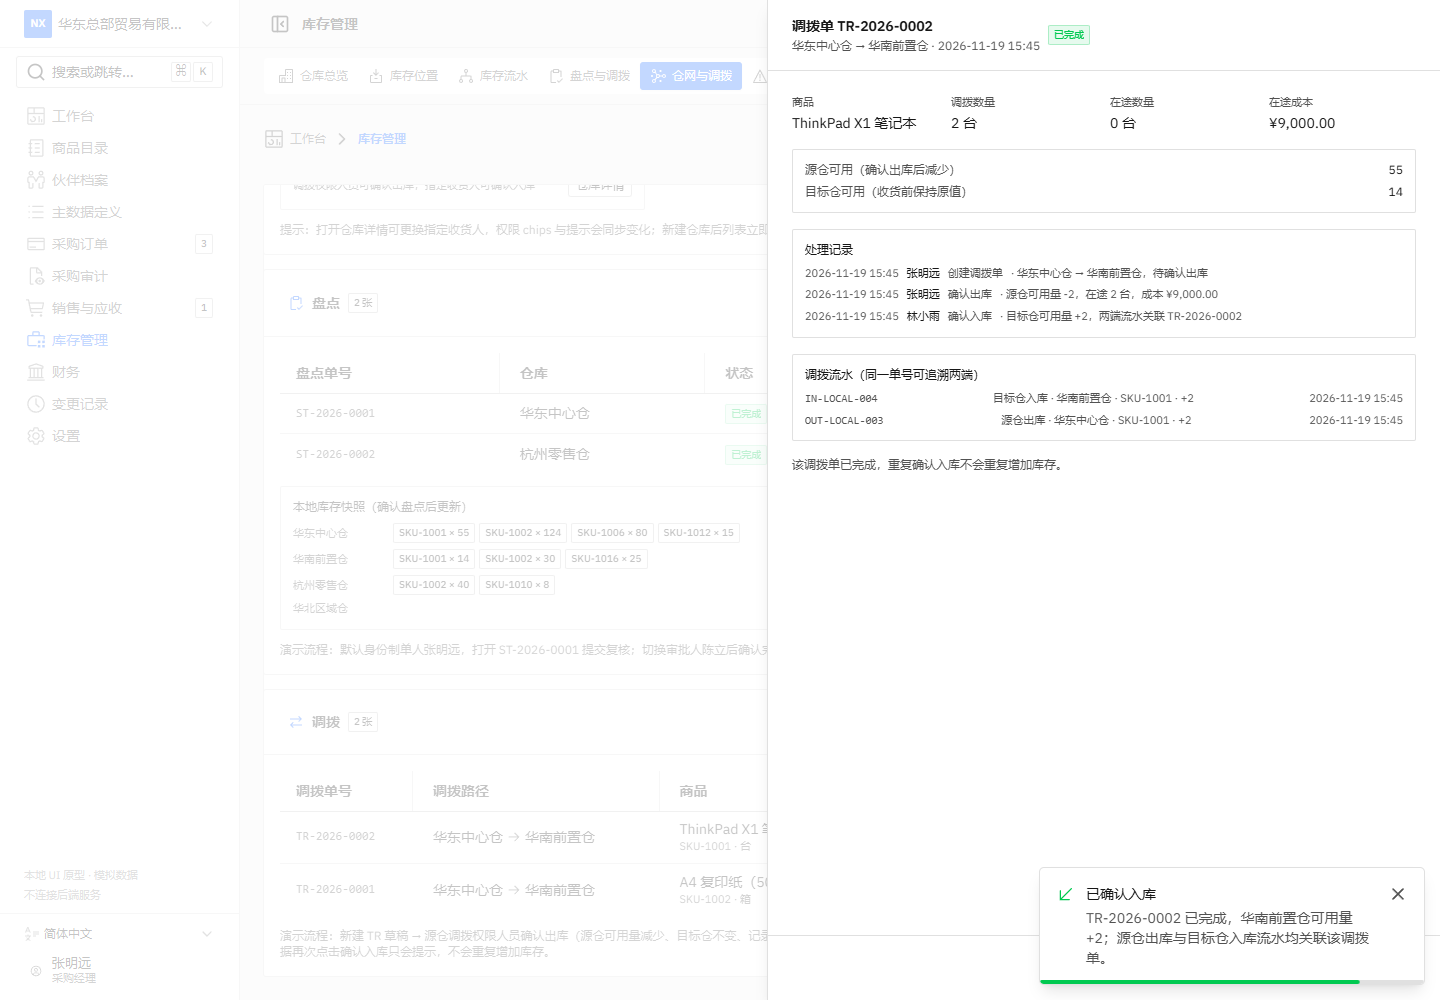 NX 华东总部贸易有限...
搜索或跳转... ⌘ K
工作台
商品目录
伙伴档案
主数据定义
采购订单 3
采购审计
销售与应收 1
库存管理
财务
变更记录
设置
本地 UI 原型 · 模拟数据
不连接后端服务
简体中文
张明远
采购经理
库存管理
仓库总览 库存位置 库存流水 盘点与调拨 仓网与调拨
工作台 库存管理
调拨权限人员可确认出库，指定收货人可确认入库 仓库详情
提示：打开仓库详情可更换指定收货人，权限 chips 与提示会同步变化；新建仓库后列表立即
盘点 2 张
盘点单号 仓库 状态
ST-2026-0001 华东中心仓 已完成
ST-2026-0002 杭州零售仓 已完成
本地库存快照（确认盘点后更新）
华东中心仓 SKU-1001 × 55 SKU-1002 × 124 SKU-1006 × 80 SKU-1012 × 15
华南前置仓 SKU-1001 × 14 SKU-1002 × 30 SKU-1016 × 25
杭州零售仓 SKU-1002 × 40 SKU-1010 × 8
华北区域仓
演示流程：默认身份制单人张明远，打开 ST-2026-0001 提交复核；切换审批人陈立后确认
调拨 2 张
调拨单号 调拨路径 商品
TR-2026-0002 华东中心仓 → 华南前置仓 ThinkPad X1
SKU-1001 · 台
TR-2026-0001 华东中心仓 → 华南前置仓 A4 复印纸（50
SKU-1002 · 箱
演示流程：新建 TR 草稿 → 源仓调拨权限人员确认出库（源仓可用量减少、目标仓不变、记
据再次点击确认入库只会提示，不会重复增加库存。
调拨单 TR-2026-0002
华东中心仓 → 华南前置仓 · 2026-11-19 15:45 已完成
商品 调拨数量 在途数量 在途成本
ThinkPad X1 笔记本 2 台 0 台 ¥9,000.00
源仓可用（确认出库后减少） 55
目标仓可用（收货前保持原值） 14
处理记录
2026-11-19 15:45 张明远 创建调拨单 · 华东中心仓 → 华南前置仓，待确认出库
2026-11-19 15:45 张明远 确认出库 · 源仓可用量 -2，在途 2 台，成本 ¥9,000.00
2026-11-19 15:45 林小雨 确认入库 · 目标仓可用量 +2，两端流水关联 TR-2026-0002
调拨流水（同一单号可追溯两端）
IN-LOCAL-004 目标仓入库 · 华南前置仓 · SKU-1001 · +2 2026-11-19 15:45
OUT-LOCAL-003 源仓出库 · 华东中心仓 · SKU-1001 · +2 2026-11-19 15:45
该调拨单已完成，重复确认入库不会重复增加库存。
已确认入库
TR-2026-0002 已完成，华南前置仓可用量
+2；源仓出库与目标仓入库流水均关联该调拨
单。